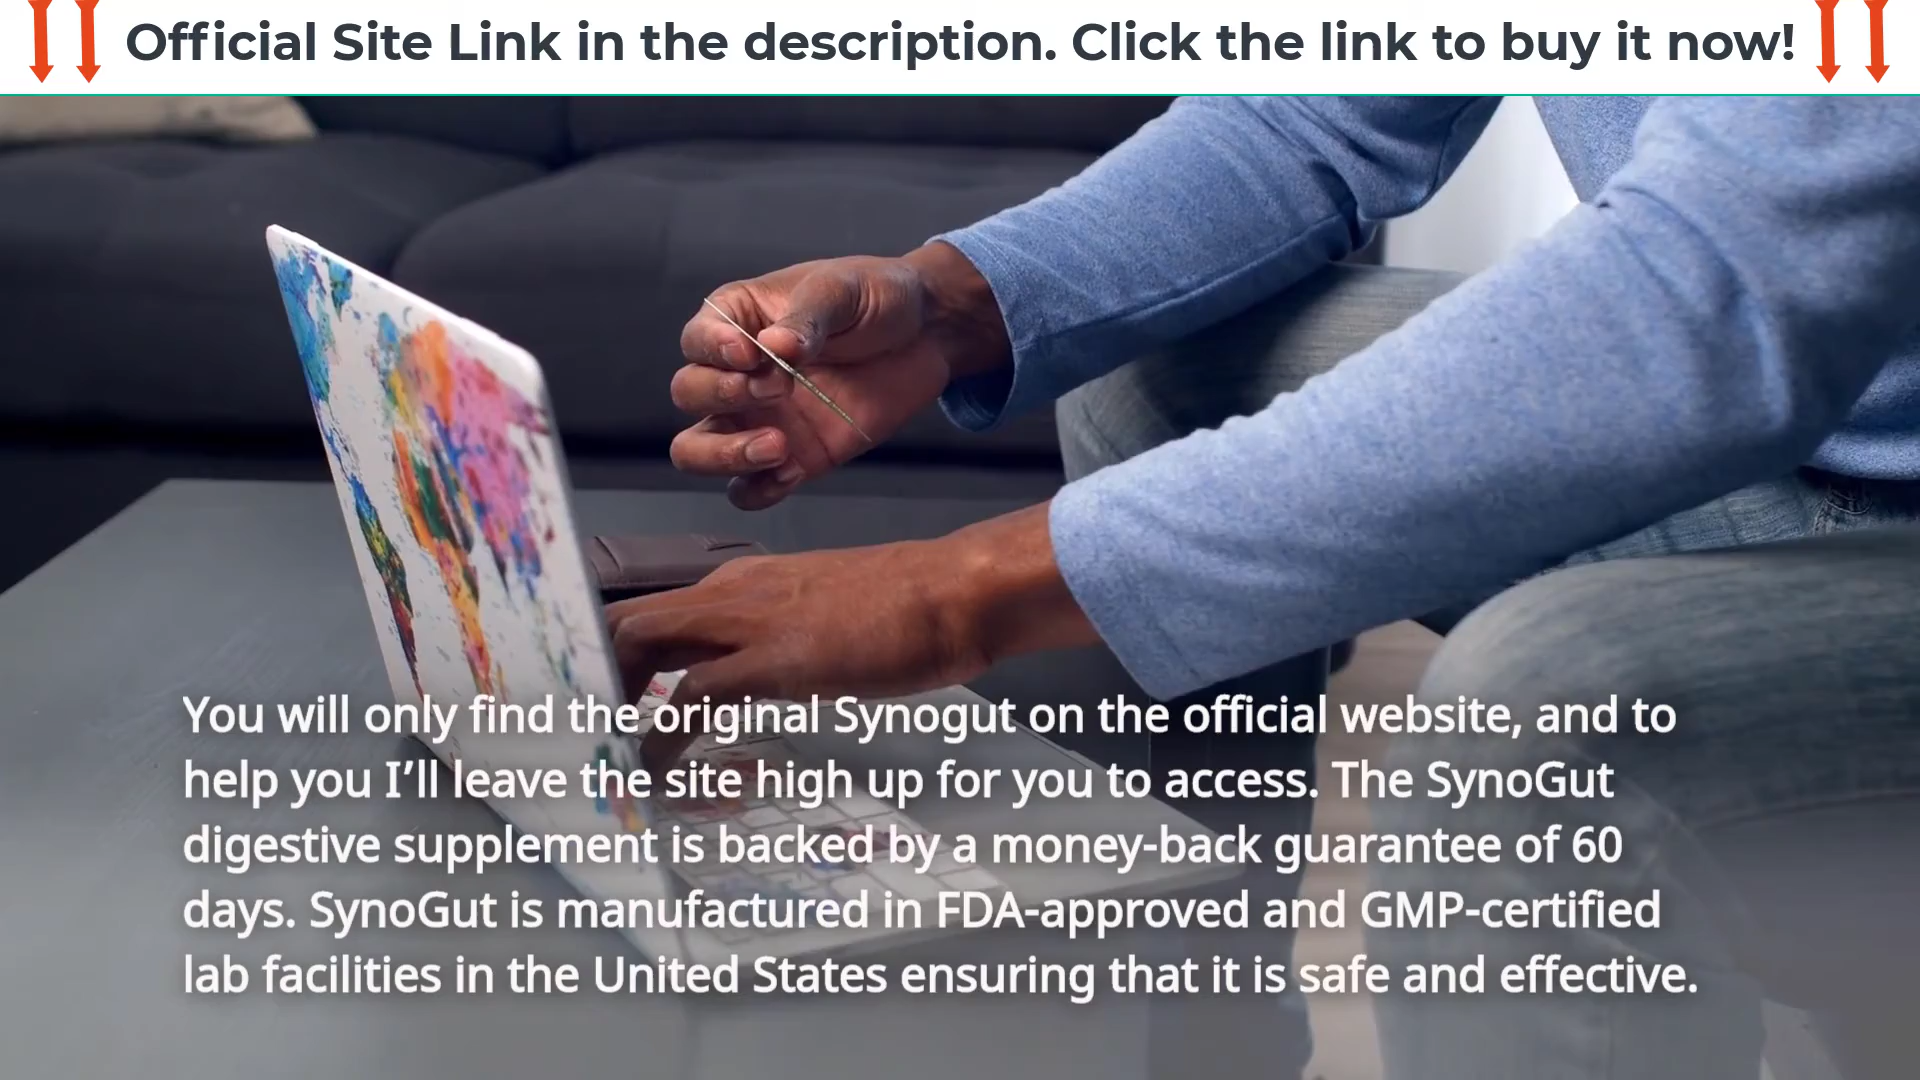 Official Site Link in the description. Click the link to buy it now!
You will only find the original Synogut on the official website, and to
help you I’ll leave the site high up for you to access. The SynoGut
digestive supplement is backed by a money-back guarantee of 60
days. SynoGut is manufactured in FDA-approved and GMP-certified
lab facilities in the United States ensuring that it is safe and effective.